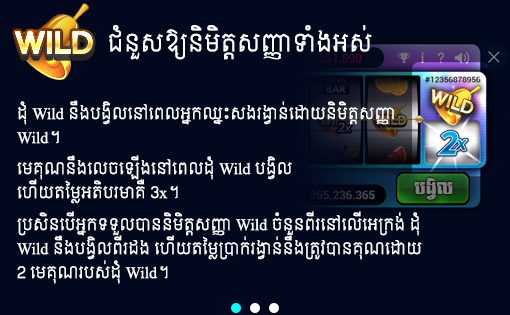 WILD ជំនួសឱ្យនិមិត្តសញ្ញាទាំងអស់
ដុំ Wild នឹងបង្វិលនៅពេលអ្នកឈ្នះសងរង្វាន់ដោយនិមិត្តសញ្ញា
Wild។
មេគុណនឹងលេចឡើងនៅពេលដុំ Wild បង្វិល
ហើយតម្លៃអតិបរមាគឺ 3x។
ប្រសិនបើអ្នកទទួលបាននិមិត្តសញ្ញា Wild ចំនួនពីរនៅលើអេក្រង់ ដុំ
Wild នឹងបង្វិលពីរដង ហើយតម្លៃប្រាក់រង្វាន់នឹងត្រូវបានគុណដោយ
2 មេគុណរបស់ដុំ Wild។
#12356878956
BAR
WILD
2x
2x
365.236.365
បង្វិល